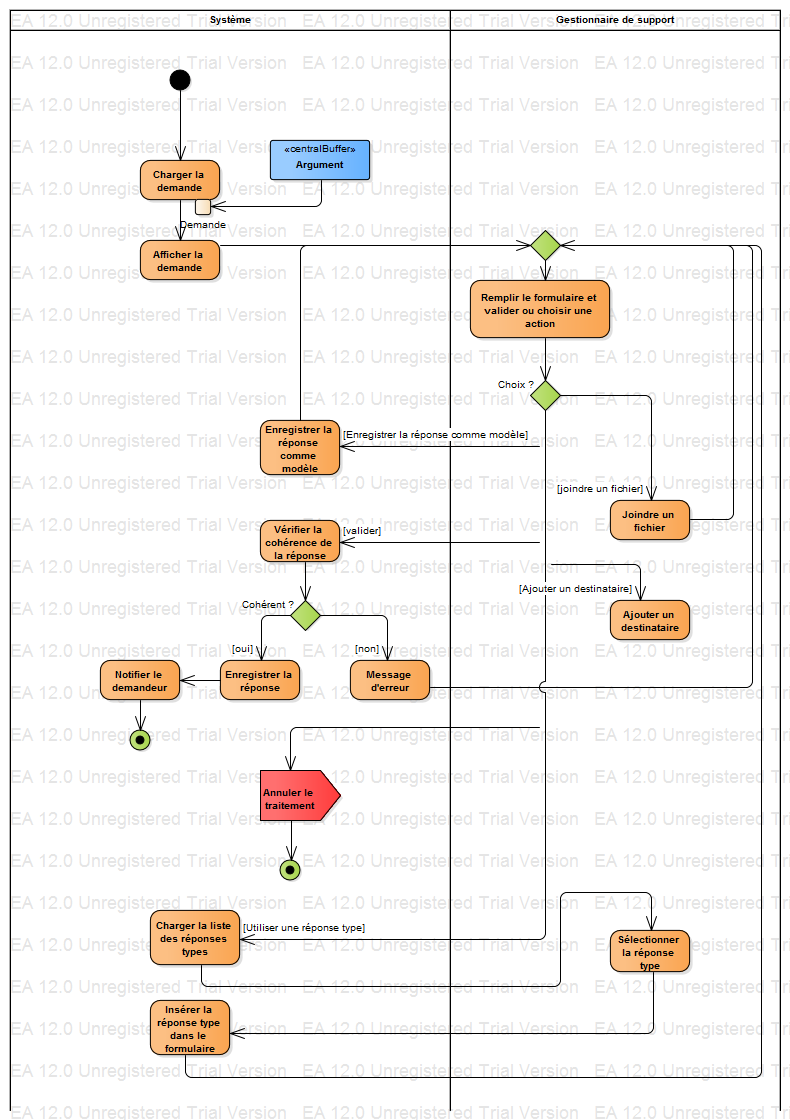 Système
Gestionnaire de support
EA 12.0 Unregistered Trial Version
Charger la
demande
«centralBuffer»
Argument
Demande
Afficher la
demande
Remplir le formulaire et
valider ou choisir une
action
Choix ?
Enregistrer la
réponse
comme
modèle
[Enregistrer la réponse comme modèle]
[joindre un fichier]
Joindre un
fichier
Vérifier la
cohérence de
la réponse
[valider]
[Ajouter un destinataire]
Ajouter un
destinataire
Cohérent ?
[oui]
[non]
Notifier le
demandeur
Enregistrer la
réponse
Message
d'erreur
Annuler le
traitement
Charger la liste
des réponses
types
[Utiliser une réponse type]
Sélectionner
la réponse
type
Insérer la
réponse type
dans le
formulaire